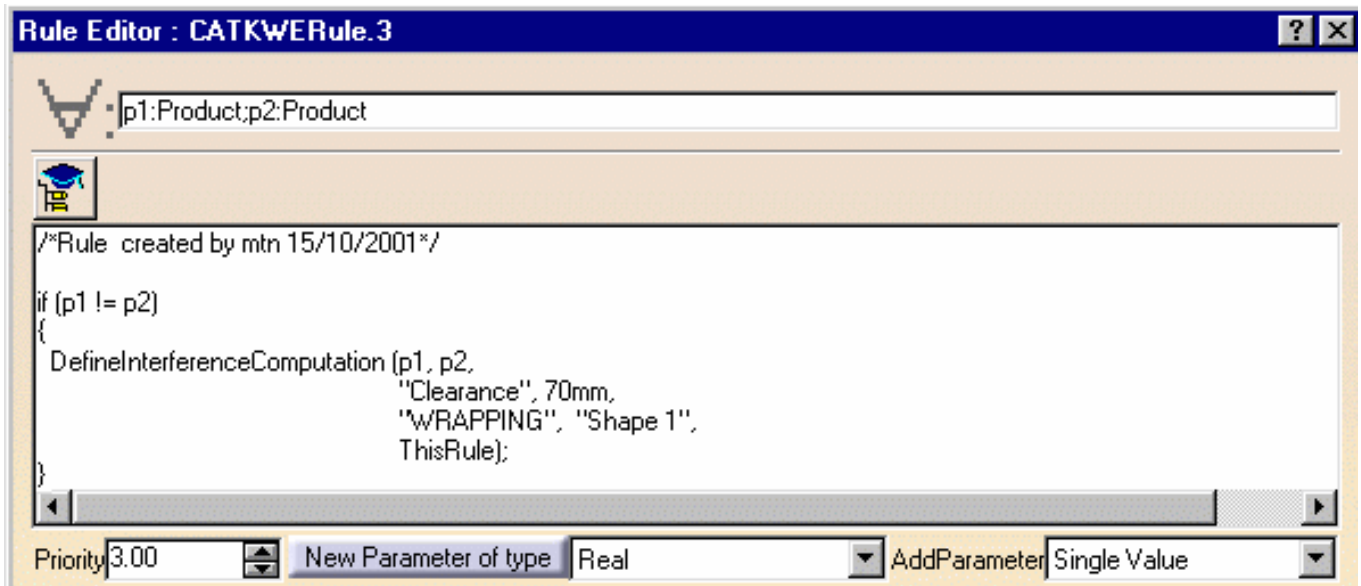 Rule Editor : CATKWERule.3
∀: p1:Product;p2:Product
/*Rule  created by mtn 15/10/2001*/
if (p1 != p2)
{
DefineInterferenceComputation (p1, p2,
"Clearance", 70mm,
"WRAPPING",  "Shape 1",
ThisRule);
}
Priority 3.00 New Parameter of type Real AddParameter Single Value